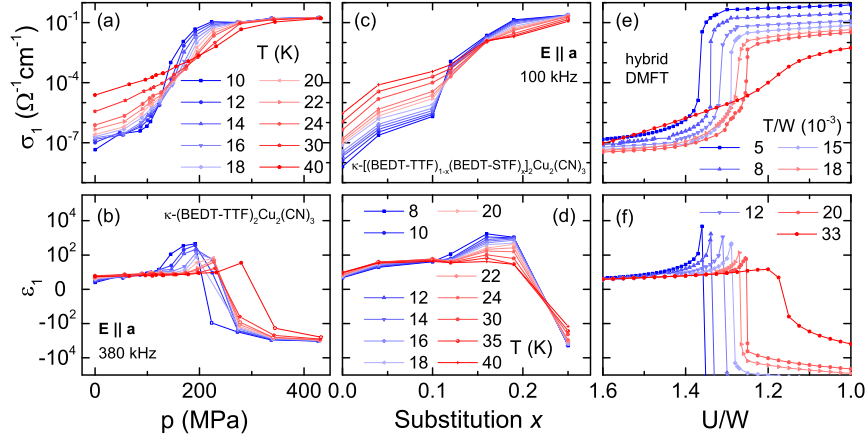 (a)
σ₁ (Ω⁻¹cm⁻¹)
10⁻¹
10⁻⁴
10⁻⁷
T (K)
10
20
12
22
14
24
16
30
18
40
(c)
E || a
100 kHz
κ-[(BEDT-TTF)₁₋ₓ(BEDT-STF)ₓ]₂Cu₂(CN)₃
(e)
hybrid
DMFT
T/W (10⁻³)
5
15
8
18
(b)
κ-(BEDT-TTF)₂Cu₂(CN)₃
ε₁
10⁴
10²
0
-10²
-10⁴
E || a
380 kHz
0
200
400
p (MPa)
(d)
8
20
10
22
12
24
14
30
16
35
18
40
T (K)
0.0
0.1
0.2
Substitution x
(f)
12
20
33
1.6
1.4
1.2
1.0
U/W